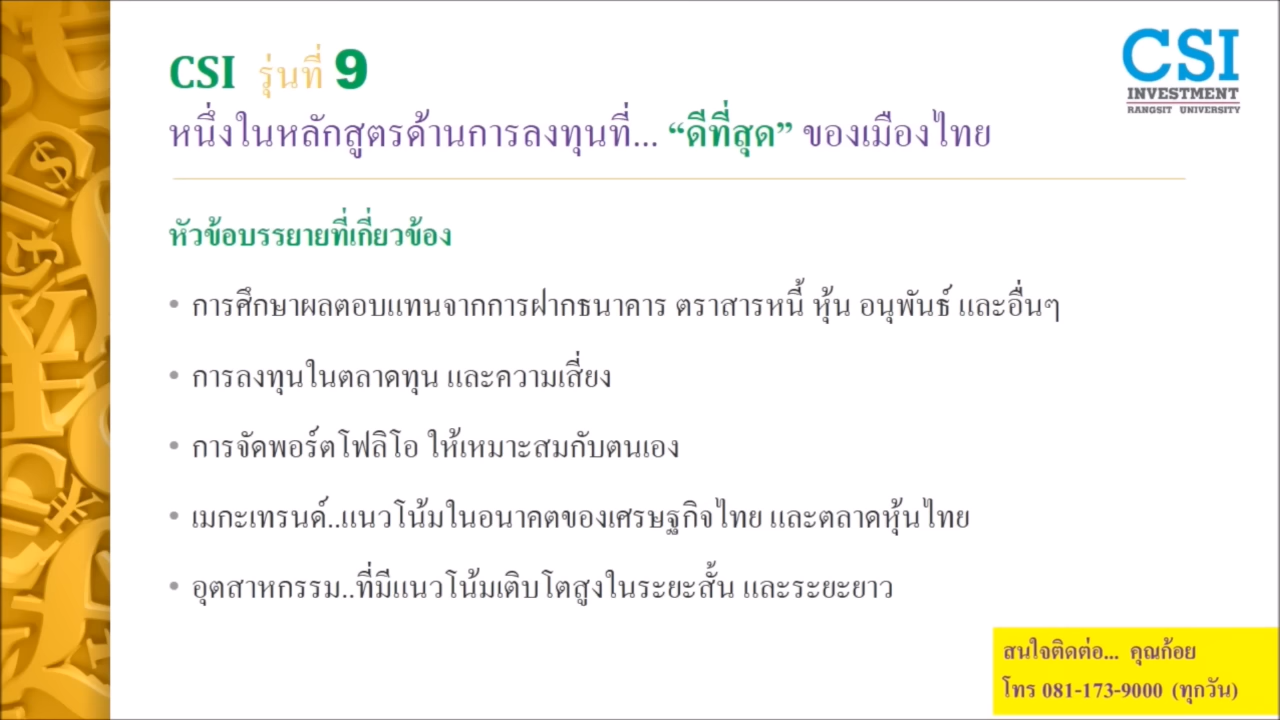 CSI รุ่นที่ 9
หนึ่งในหลักสูตรด้านการลงทุนที่... “ดีที่สุด” ของเมืองไทย
CSI
INVESTMENT
RANGSIT UNIVERSITY
หัวข้อบรรยายที่เกี่ยวข้อง
• การศึกษาผลตอบแทนจากการฝากธนาคาร ตราสารหนี้ หุ้น อนุพันธ์ และอื่นๆ
• การลงทุนในตลาดทุน และความเสี่ยง
• การจัดพอร์ตโฟลิโอ ให้เหมาะสมกับตนเอง
• เมกะเทรนด์..แนวโน้มในอนาคตของเศรษฐกิจไทย และตลาดหุ้นไทย
• อุตสาหกรรม..ที่มีแนวโน้มเติบโตสูงในระยะสั้น และระยะยาว
สนใจติดต่อ... คุณก้อย
โทร 081-173-9000 (ทุกวัน)